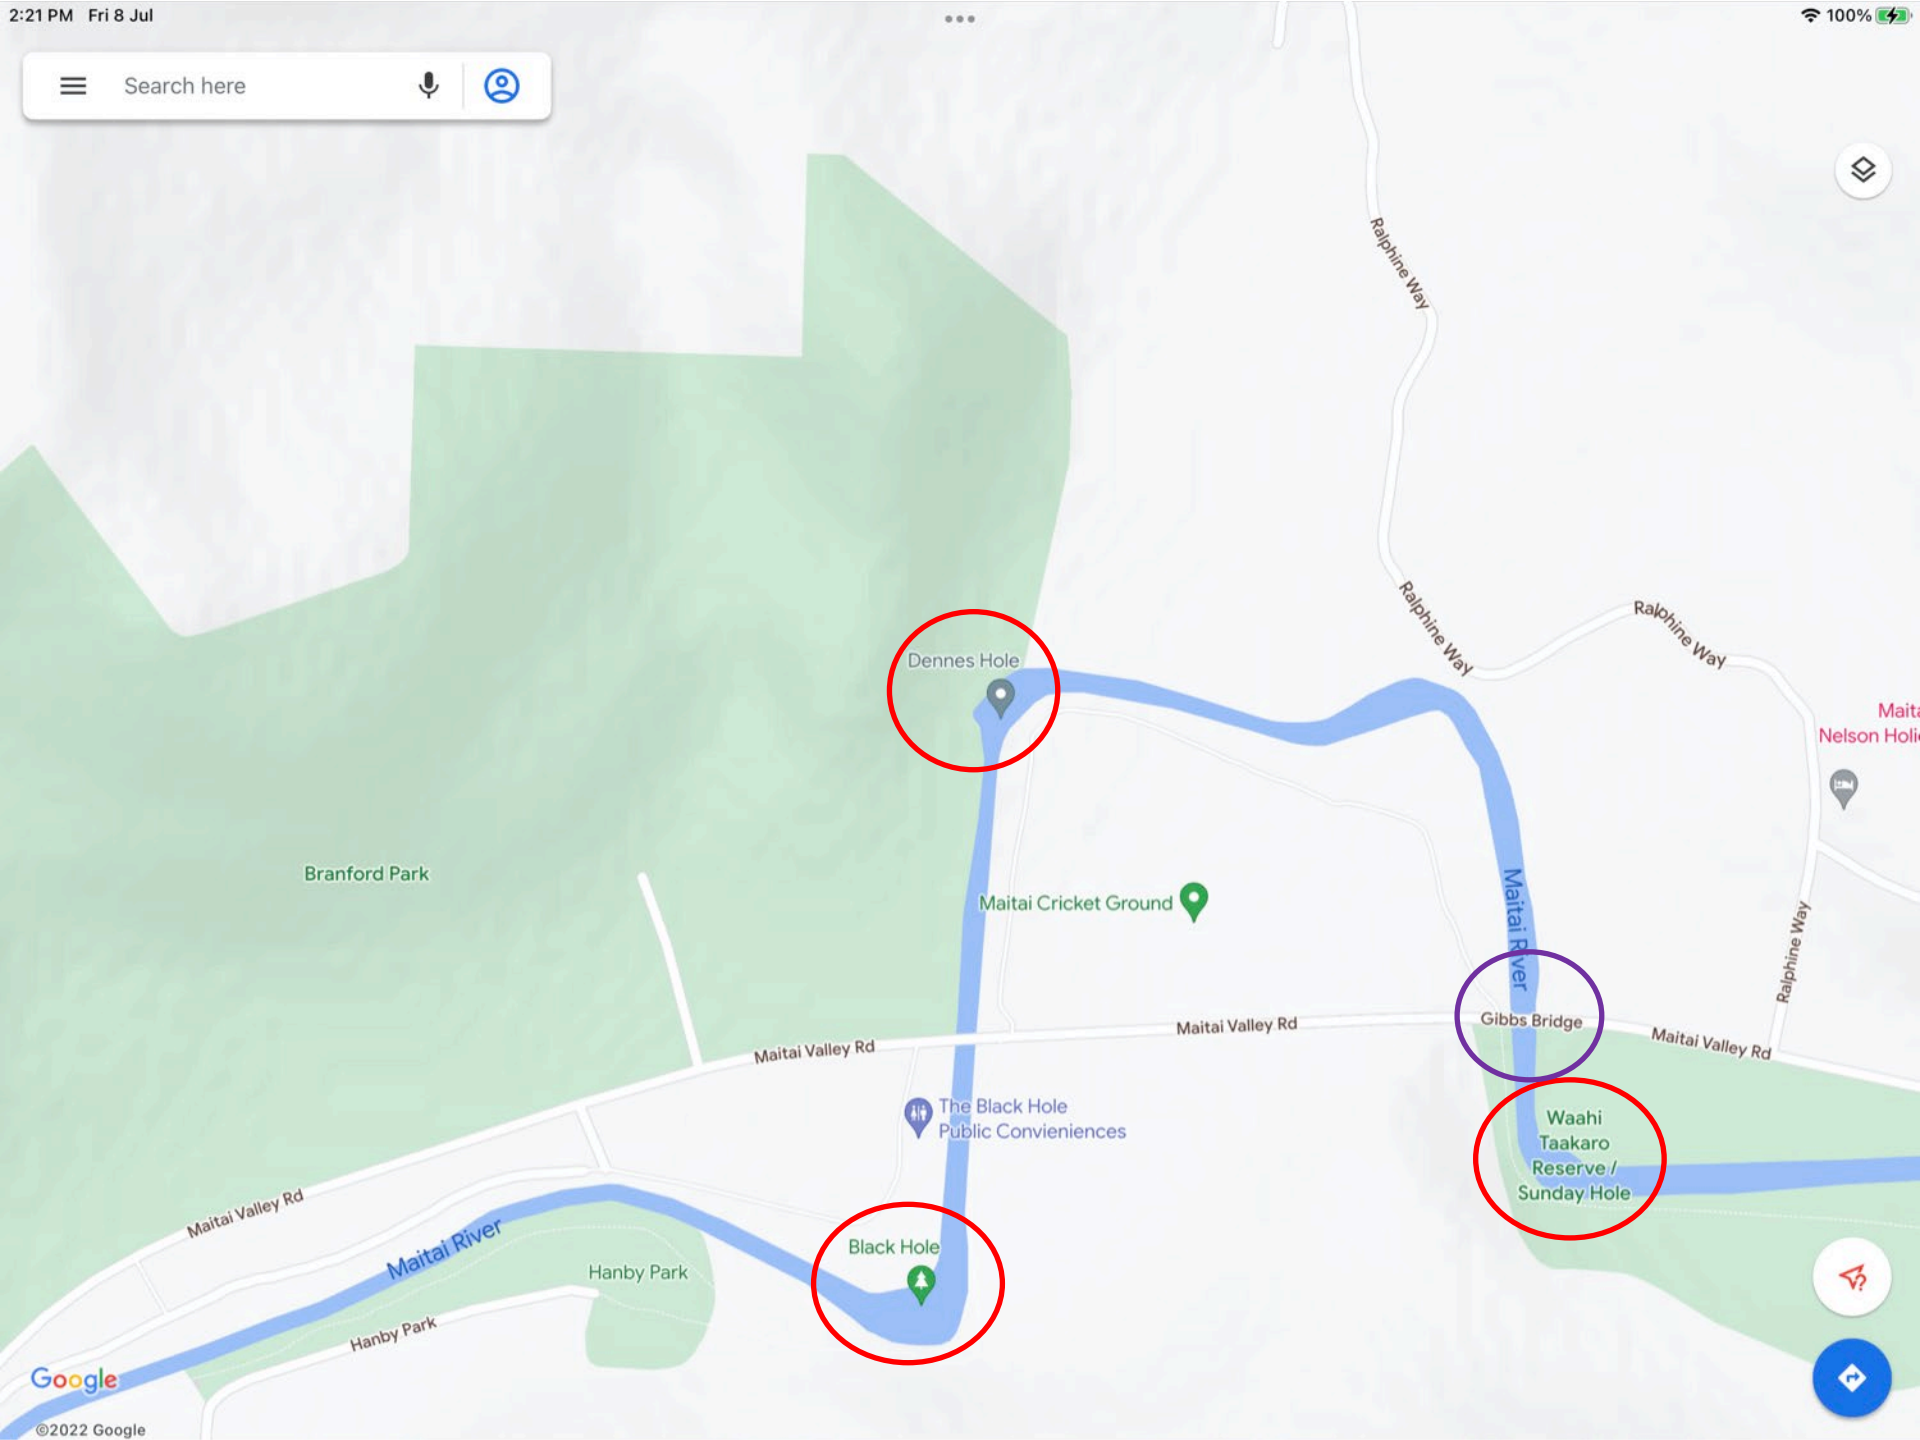 2:21 PM Fri 8 Jul
100%
Search here
Ralphine Way
Ralphine Way
Ralphine Way
Dennes Hole
Nelson
Branford Park
Maitai Cricket Ground
Maitai River
Ralphine Way
Gibbs Bridge
Maitai Valley Rd
Maitai Valley Rd
Maitai Valley Rd
The Black Hole
Public Convieniences
Waahi
Taakaro
Reserve /
Sunday Hole
Maitai Valley Rd
Maitai River
Black Hole
Hanby Park
Hanby Park
Google
©2022 Google